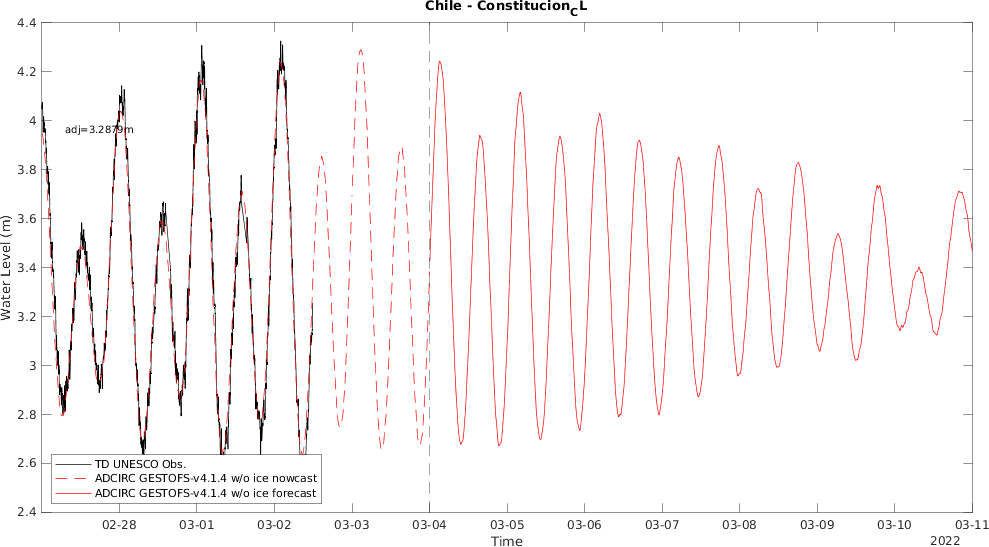 Chile - Constitucion_CL
4.4
4.2
4
3.8
3.6
3.4
3.2
3
2.8
2.6
2.4
Water Level (m)
adj=3.2879m
TD UNESCO Obs.
ADCIRC GESTOFS-v4.1.4 w/o ice nowcast
ADCIRC GESTOFS-v4.1.4 w/o ice forecast
02-28 03-01 03-02 03-03 03-04 03-05 03-06 03-07 03-08 03-09 03-10 03-11
Time
2022